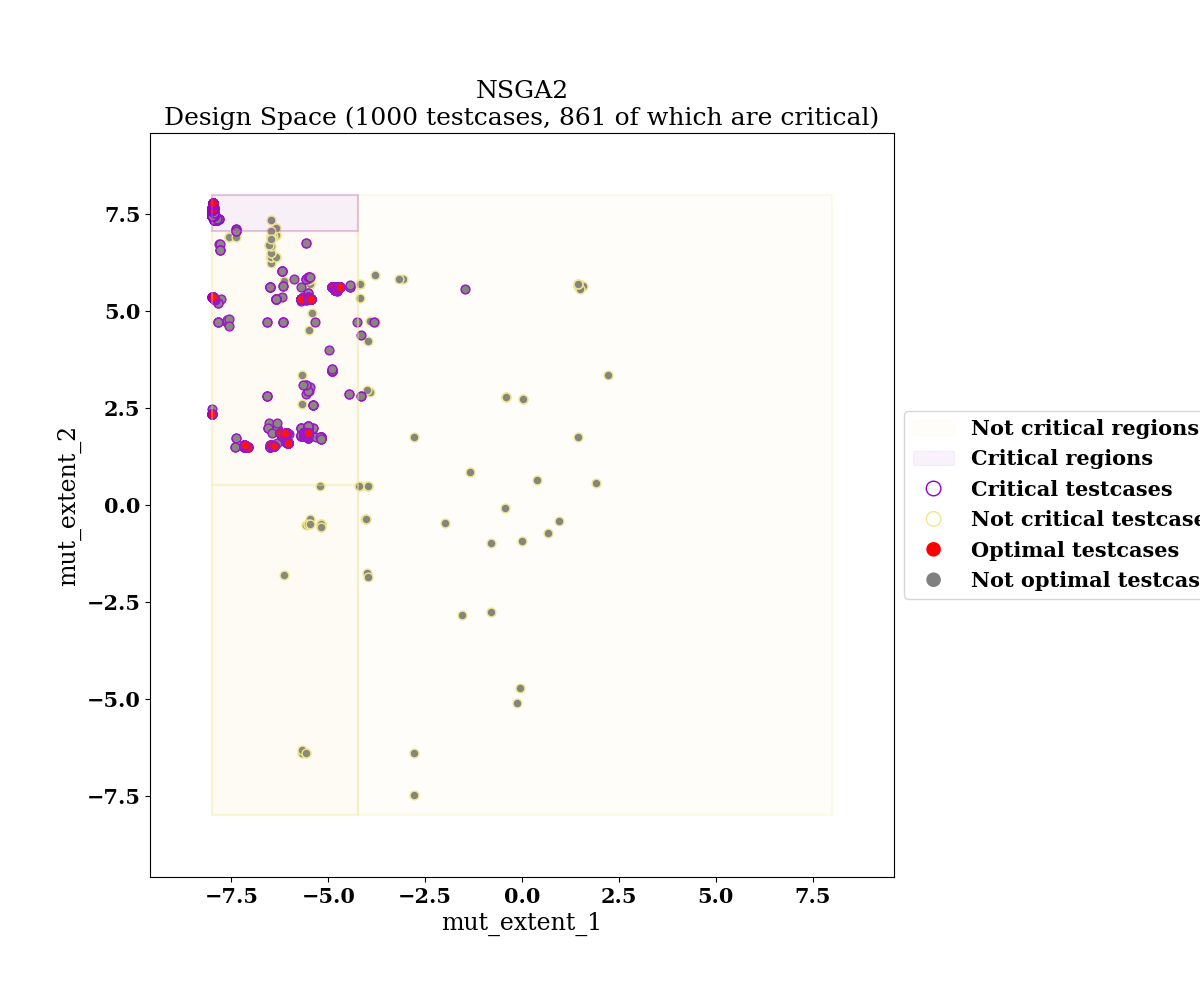 NSGA2
Design Space (1000 testcases, 861 of which are critical)
7.5
5.0
2.5
0.0
−2.5
−5.0
−7.5
mut_extent_2
−7.5
−5.0
−2.5
0.0
2.5
5.0
7.5
mut_extent_1
Not critical regions
Critical regions
Critical testcases
Not critical testcase
Optimal testcases
Not optimal testcas